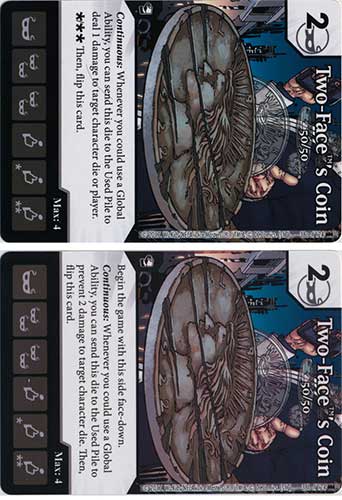 2
Two-Face™'s Coin
50/50
Continuous: Whenever you could use a Global
Ability, you can send this die to the Used Pile to
deal 1 damage to target character die or player.
*/** Then, flip this card.
Max: 4
*
**
2
Two-Face™'s Coin
50/50
Begin the game with this side face-down.
Continuous: Whenever you could use a Global
Ability, you can send this die to the Used Pile to
prevent 2 damage to target character die. Then,
flip this card.
Max: 4
*
**